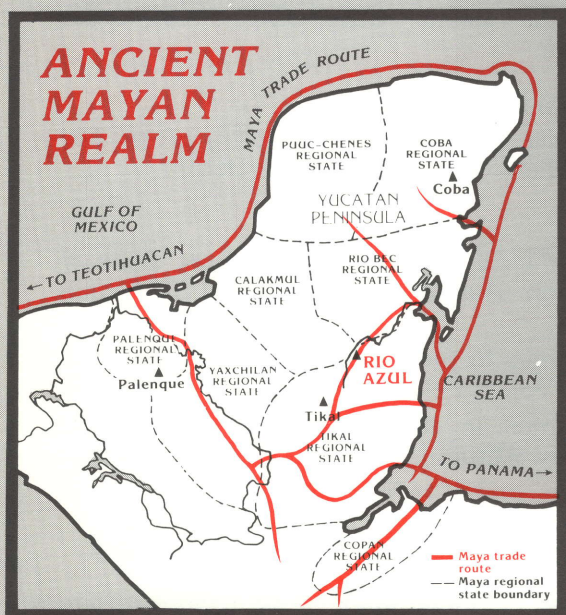 ANCIENT
MAYAN
REALM
MAYA TRADE ROUTE
PUUC-CHENES
REGIONAL
STATE
COBA
REGIONAL
STATE
Coba
YUCATAN
PENINSULA
GULF OF
MEXICO
←TO TEOTIHUACAN
RIO BEC
REGIONAL
STATE
CALAKMUL
REGIONAL
STATE
PALENQUE
REGIONAL
STATE
Palenque
YAXCHILAN
REGIONAL
STATE
RIO
AZUL
CARIBBEAN
SEA
Tikal
TIKAL
REGIONAL
STATE
TO PANAMA→
COPAN
REGIONAL
STATE
Maya trade
route
Maya regional
state boundary